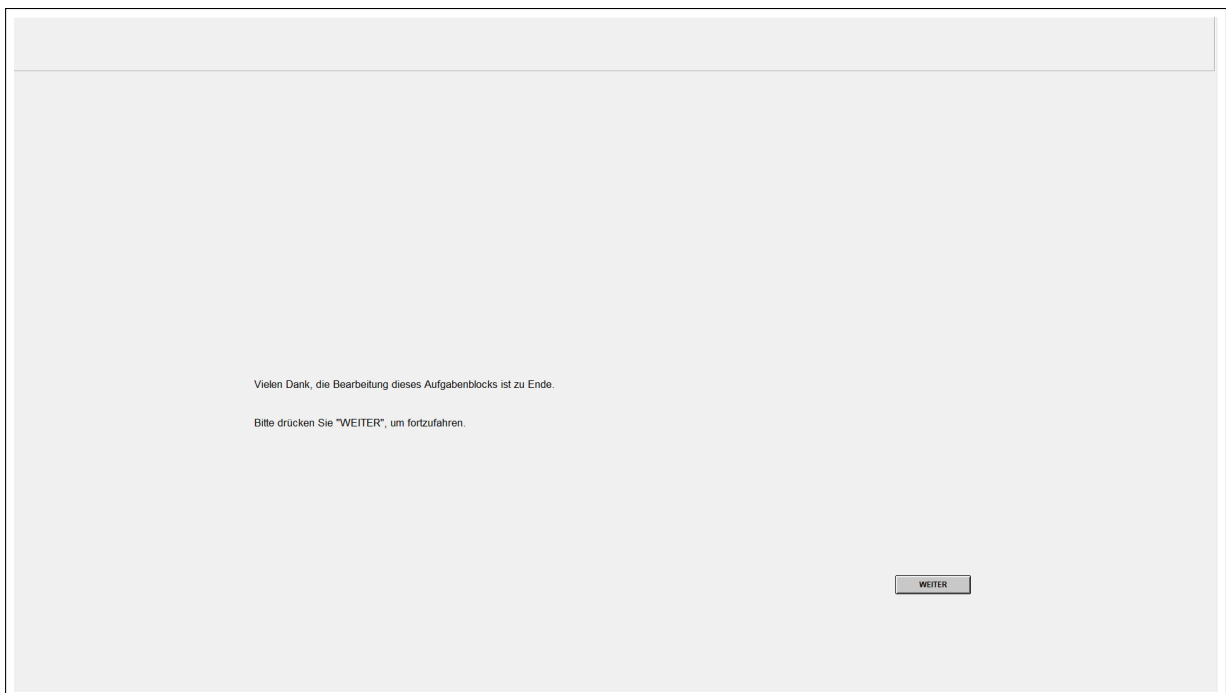 Vielen Dank, die Bearbeitung dieses Aufgabenblocks ist zu Ende.
Bitte drücken Sie "WEITER", um fortzufahren.
WEITER